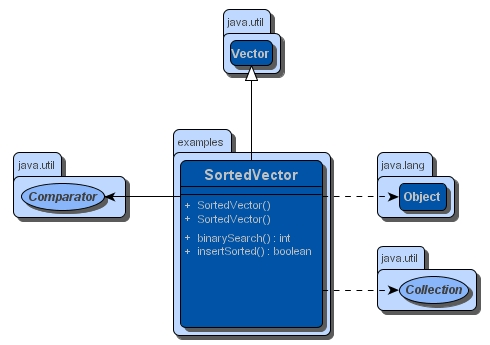 java.util
Vector
examples
java.util
SortedVector
java.lang
Comparator
Object
+ SortedVector()
+ SortedVector()
+ binarySearch() : int
+ insertSorted() : boolean
java.util
Collection